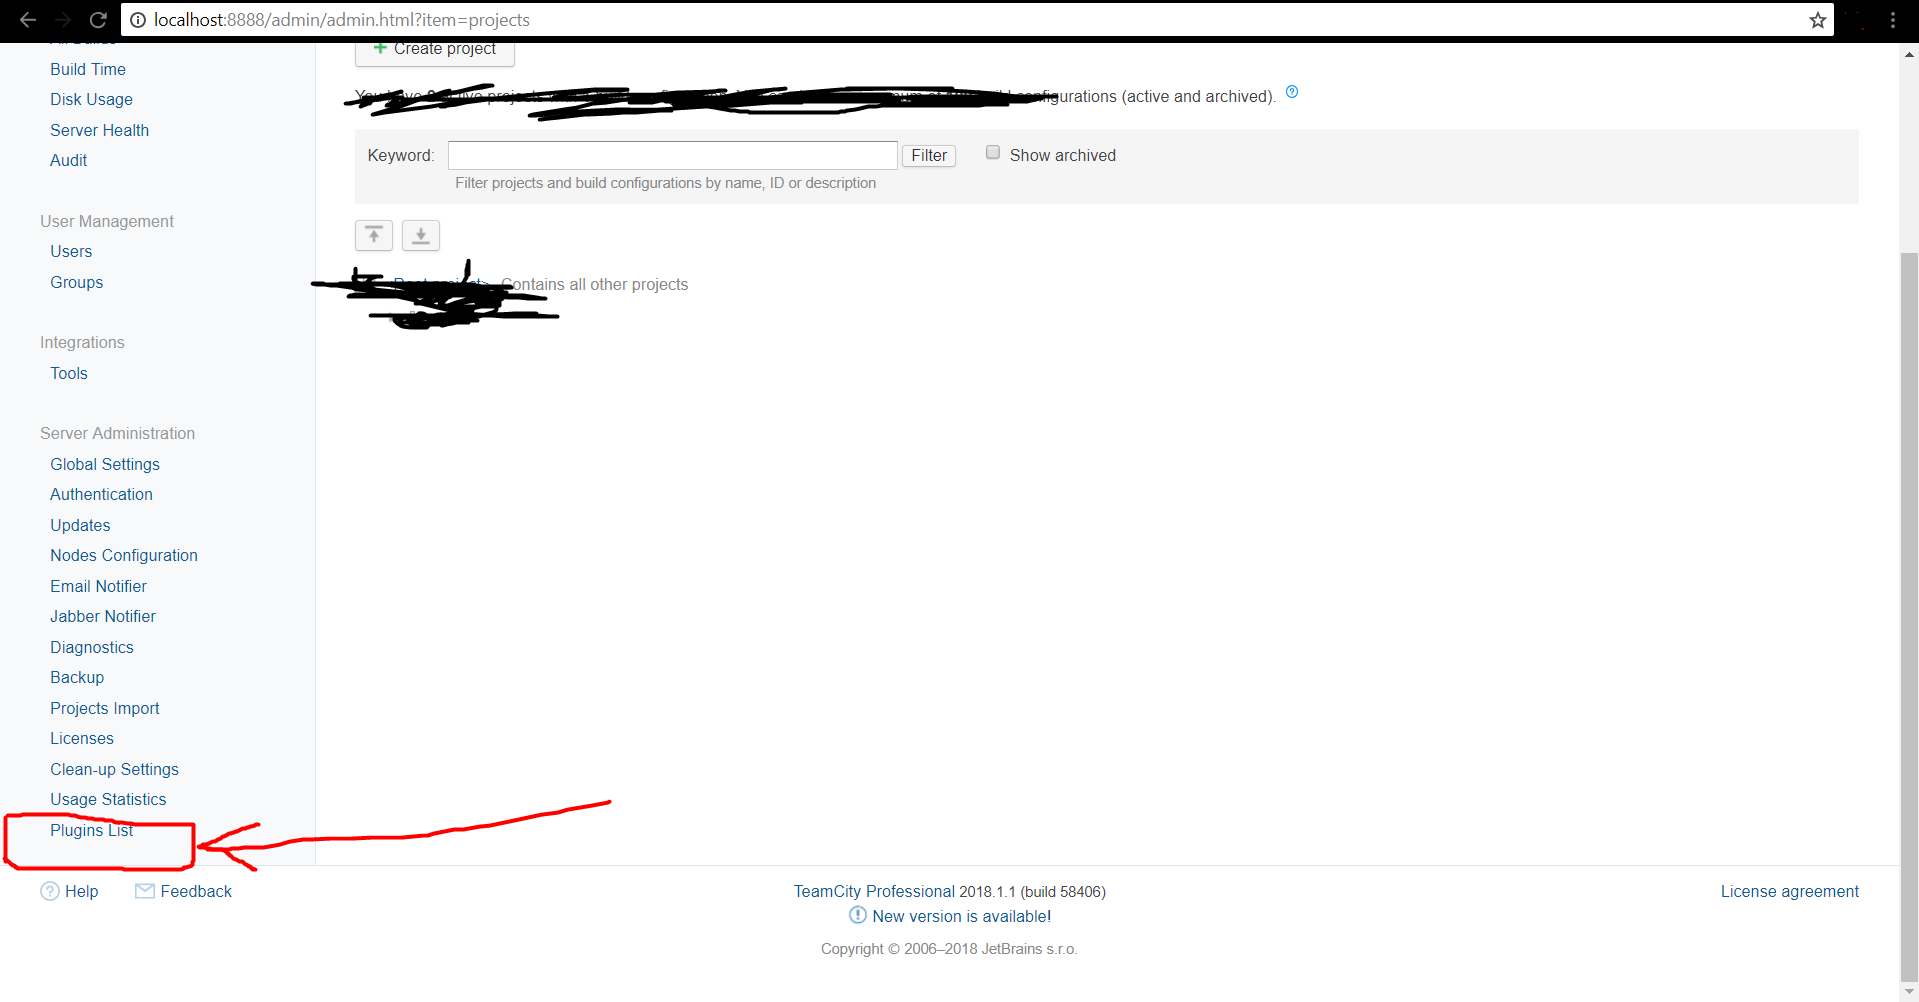 localhost:8888/admin/admin.html?item=projects
Build Time
Disk Usage
Server Health
Audit
User Management
Users
Groups
Integrations
Tools
Server Administration
Global Settings
Authentication
Updates
Nodes Configuration
Email Notifier
Jabber Notifier
Diagnostics
Backup
Projects Import
Licenses
Clean-up Settings
Usage Statistics
Plugins List
Create project
configurations (active and archived).
Keyword: Filter Show archived
Filter projects and build configurations by name, ID or description
Contains all other projects
Help Feedback
TeamCity Professional 2018.1.1 (build 58406)
New version is available!
Copyright © 2006–2018 JetBrains s.r.o.
License agreement